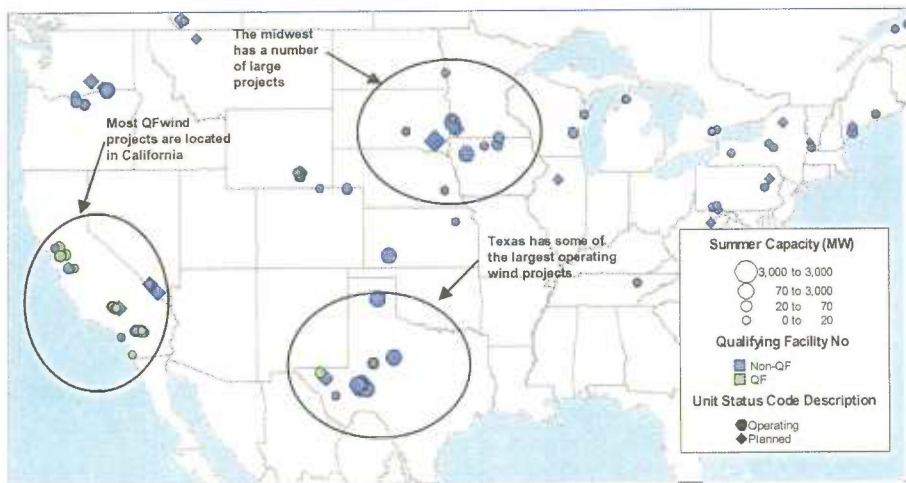 The midwest
has a number
of large
projects
Most QFwind
projects are located
in California
Texas has some of
the largest operating
wind projects
Summer Capacity (MW)
3,000 to 3,000
70 to 3,000
20 to 70
0 to 20
Qualifying Facility No
Non-QF
QF
Unit Status Code Description
Operating
Planned